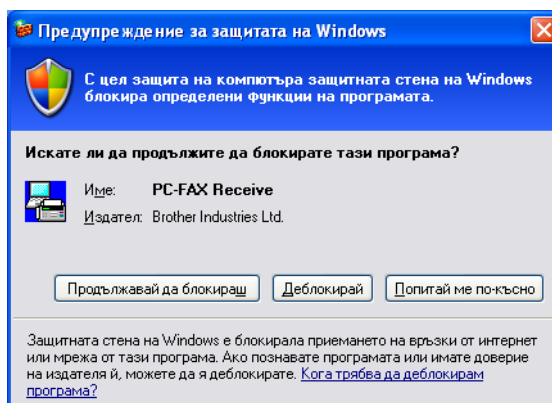 Предупреждение за защитата на Windows
С цел защита на компютъра защитната стена на Windows
блокира определени функции на програмата.
Искате ли да продължите да блокирате тази програма?
Име: PC-FAX Receive
Издател: Brother Industries Ltd.
Продължавай да блокираш Деблокирай Попитай ме по-късно
Защитната стена на Windows е блокирала приемането на връзки от интернет
или мрежа от тази програма. Ако познавате програмата или имате доверие
на издателя ѝ, можете да я деблокирате. Кога трябва да деблокирам
програма?